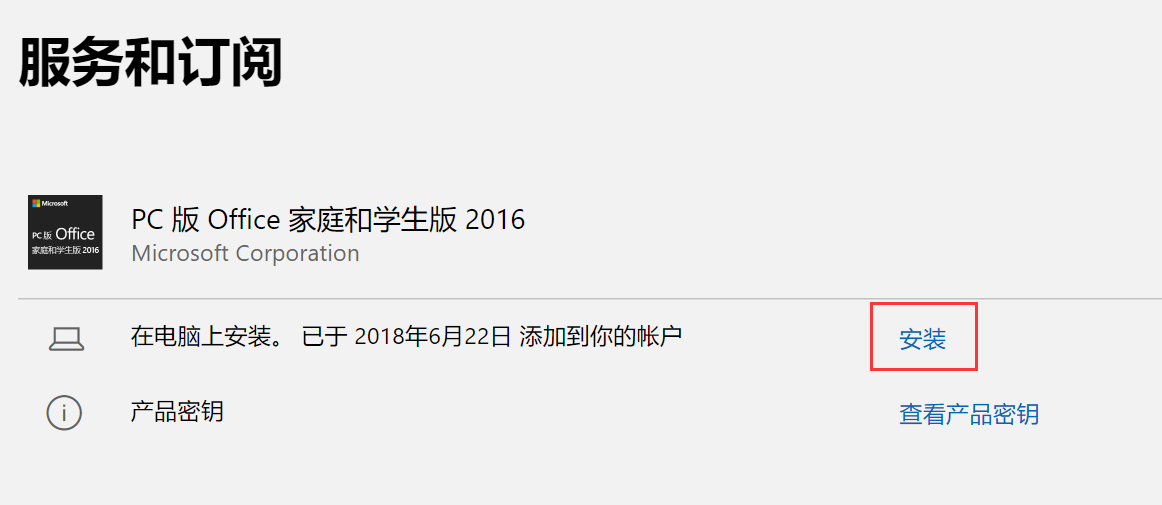 服务和订阅
Microsoft
PC 版 Office
家庭和学生版 2016
PC 版 Office 家庭和学生版 2016
Microsoft Corporation
在电脑上安装。 已于 2018年6月22日 添加到你的帐户
安装
产品密钥
查看产品密钥